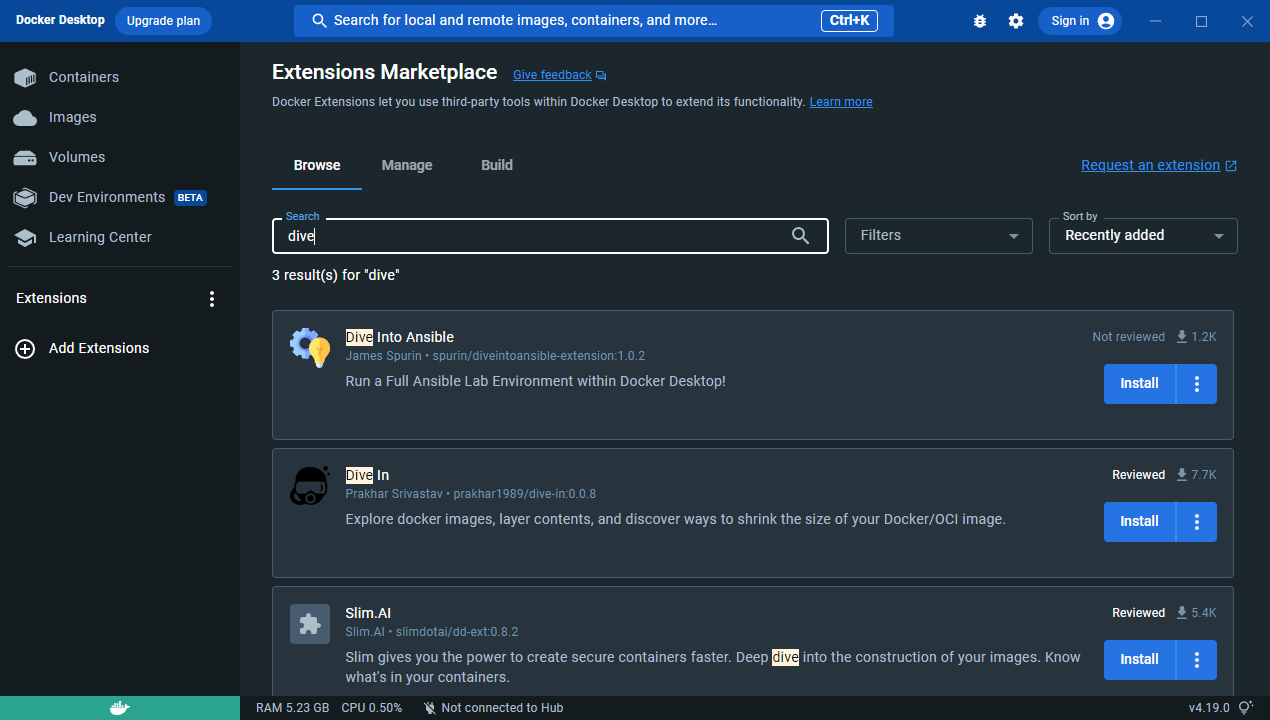 Docker Desktop Upgrade plan Search for local and remote images, containers, and more... Ctrl+K Sign in
Containers
Images
Volumes
Dev Environments BETA
Learning Center
Extensions
Add Extensions
Extensions Marketplace Give feedback
Docker Extensions let you use third-party tools within Docker Desktop to extend its functionality. Learn more
Browse Manage Build Request an extension
Search
dive
Filters
Sort by
Recently added
3 result(s) for "dive"
Dive Into Ansible Not reviewed 1.2K
James Spurin • spurin/diveintoansible-extension:1.0.2
Run a Full Ansible Lab Environment within Docker Desktop!
Install
Dive In Reviewed 7.7K
Prakhar Srivastav • prakhar1989/dive-in:0.0.8
Explore docker images, layer contents, and discover ways to shrink the size of your Docker/OCI image.
Install
Slim.AI Reviewed 5.4K
Slim.AI • slimdotai/dd-ext:0.8.2
Slim gives you the power to create secure containers faster. Deep dive into the construction of your images. Know
what's in your containers.
Install
RAM 5.23 GB CPU 0.50% Not connected to Hub v4.19.0